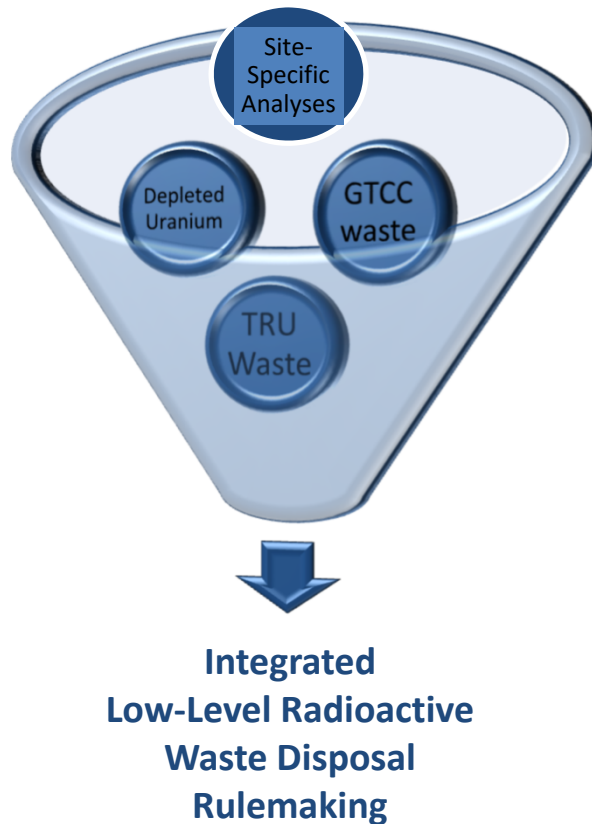 Site-
Specific
Analyses
Depleted
Uranium
GTCC
waste
TRU
Waste
Integrated
Low-Level Radioactive
Waste Disposal
Rulemaking